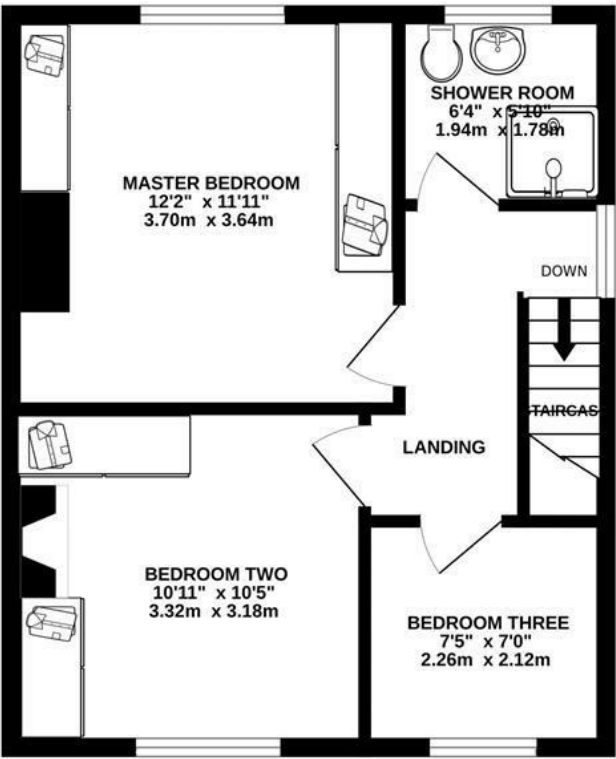 SHOWER ROOM
6'4" x 5'10"
1.94m x 1.78m
MASTER BEDROOM
12'2" x 11'11"
3.70m x 3.64m
DOWN
STAIRCAS
LANDING
BEDROOM TWO
10'11" x 10'5"
3.32m x 3.18m
BEDROOM THREE
7'5" x 7'0"
2.26m x 2.12m